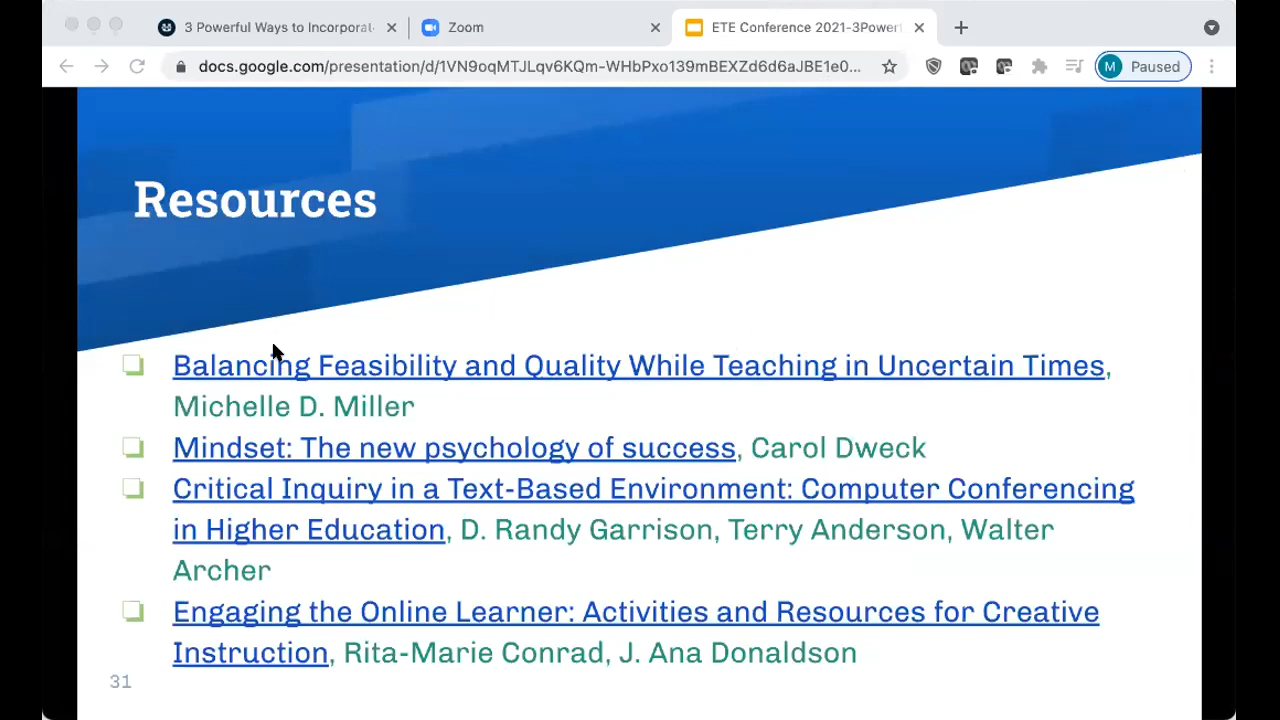 3 Powerful Ways to Incorporat
Zoom
ETE Conference 2021-3Powerf
docs.google.com/presentation/d/1VN9oqMTJLqv6KQm-WHbPxo139mBEXZd6d6aJBE1e0...
M Paused
Resources
Balancing Feasibility and Quality While Teaching in Uncertain Times,
Michelle D. Miller
Mindset: The new psychology of success, Carol Dweck
Critical Inquiry in a Text-Based Environment: Computer Conferencing
in Higher Education, D. Randy Garrison, Terry Anderson, Walter
Archer
Engaging the Online Learner: Activities and Resources for Creative
Instruction, Rita-Marie Conrad, J. Ana Donaldson
31